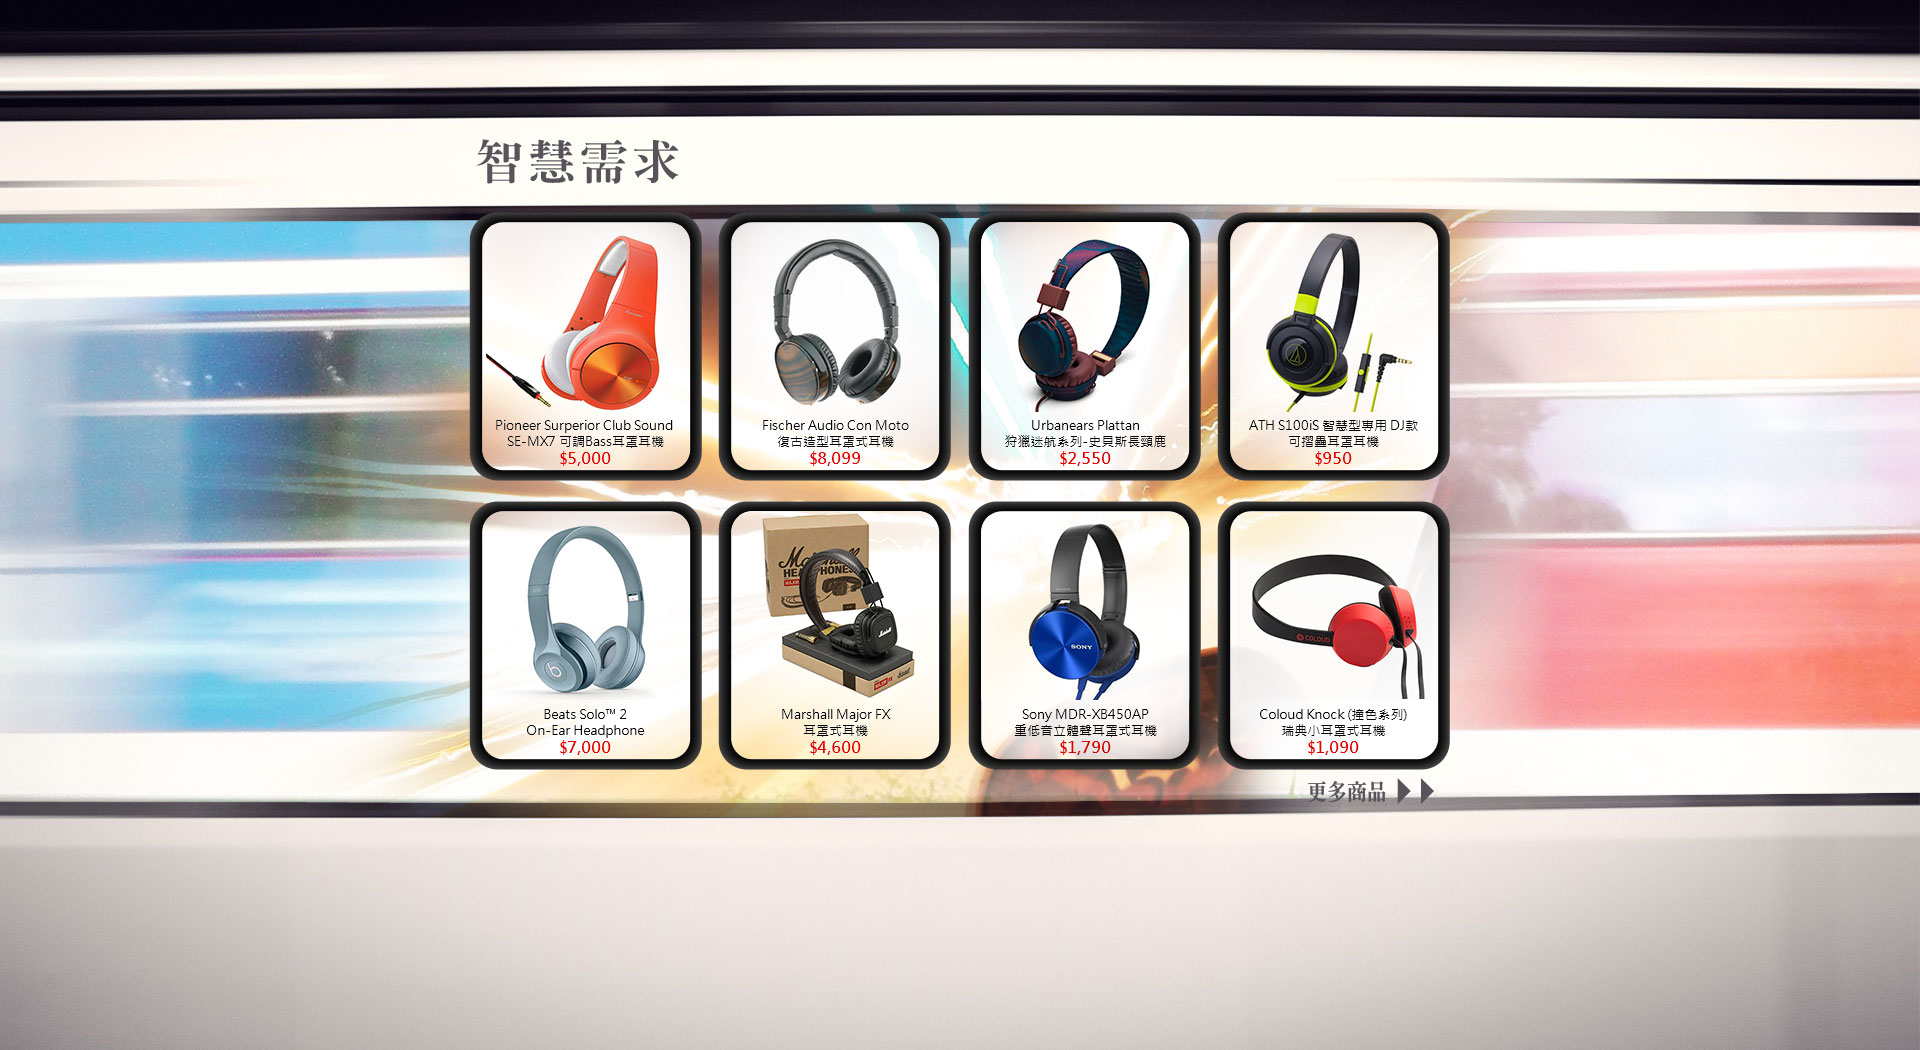 智慧需求
Pioneer Surperior Club Sound
SE-MX7 可調Bass耳罩耳機
$5,000
Fischer Audio Con Moto
復古造型耳罩式耳機
$8,099
Urbanears Plattan
狩獵迷航系列-史貝斯長頸鹿
$2,550
ATH S100iS 智慧型專用 DJ款
可摺疊耳罩耳機
$950
Beats Solo™ 2
On-Ear Headphone
$7,000
Marshall
HEADPHONES
Marshall Major FX
耳罩式耳機
$4,600
SONY
Sony MDR-XB450AP
重低音立體聲耳罩式耳機
$1,790
COLOUD
Coloud Knock (撞色系列)
瑞典小耳罩式耳機
$1,090
更多商品